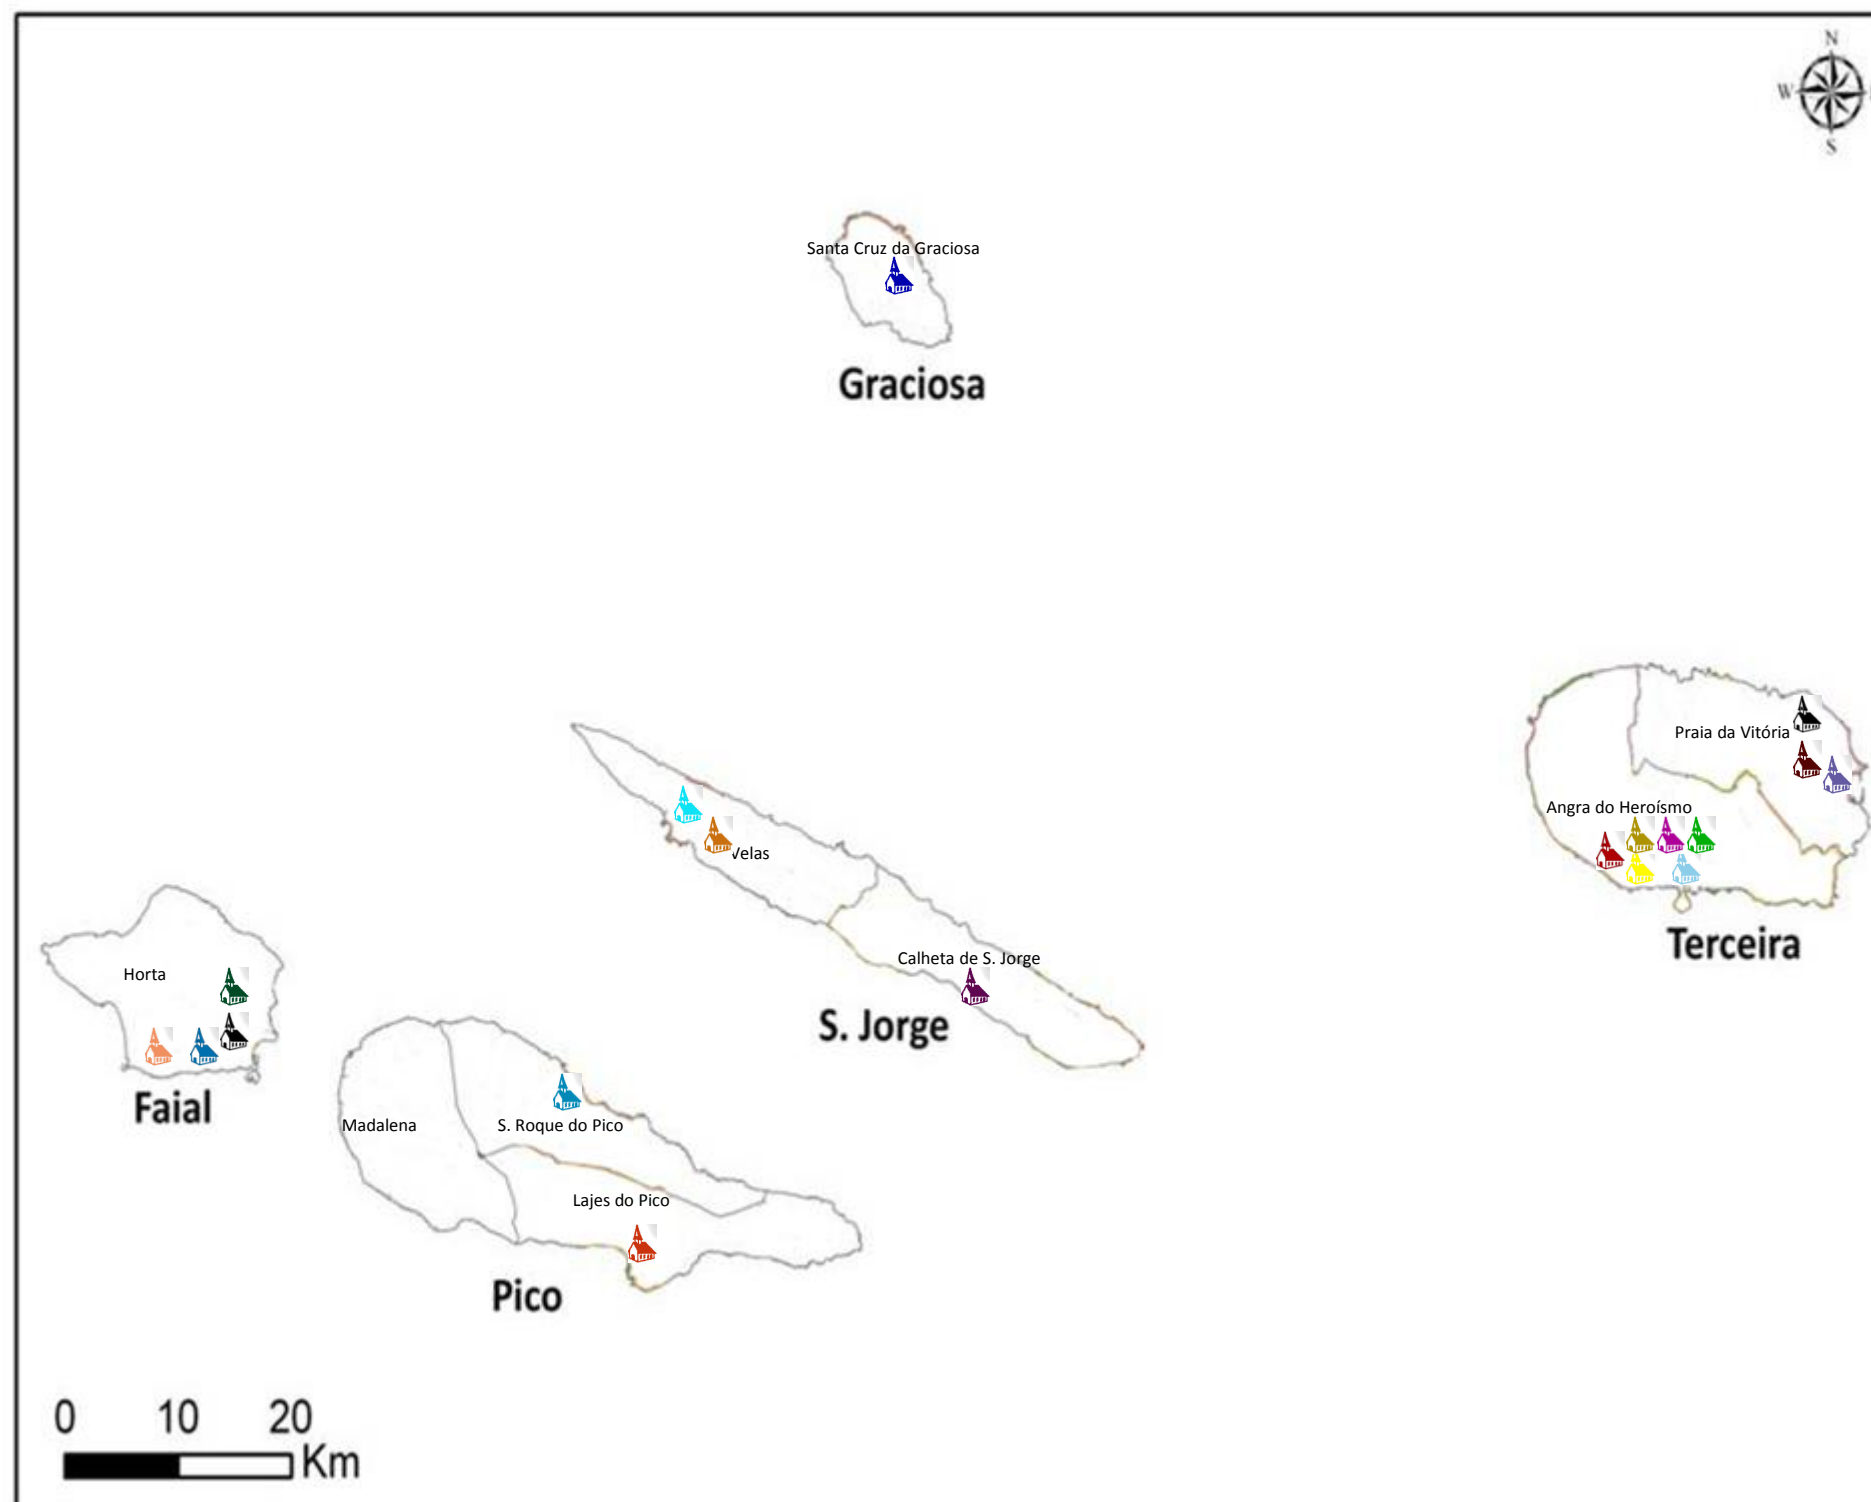 N
W
S
Santa Cruz da Graciosa
Graciosa
Praia da Vitória
Angra do Heroísmo
Terceira
Velas
Calheta de S. Jorge
S. Jorge
Horta
Faial
Madalena
S. Roque do Pico
Lajes do Pico
Pico
0 10 20
Km